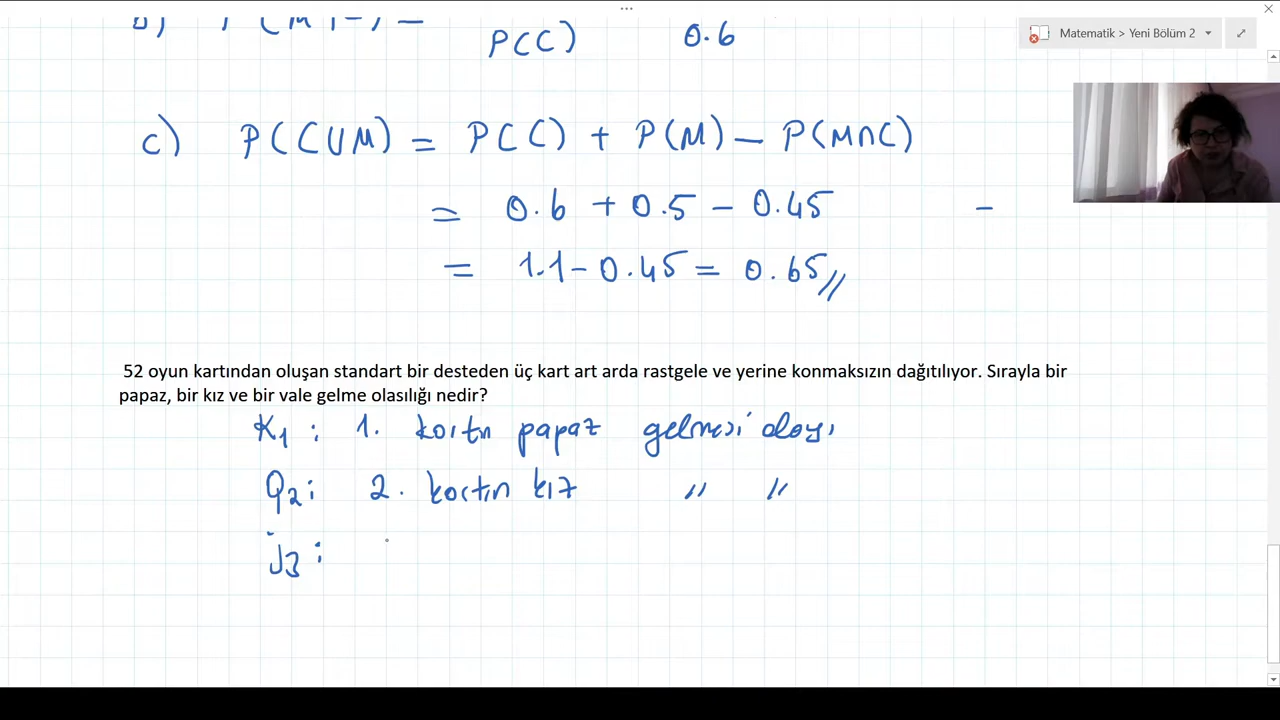 Matematik > Yeni Bölüm 2
P(C) 0.6
c) P(C∪M) = P(C) + P(M) - P(M∩C)
= 0.6 + 0.5 - 0.45 -
= 1.1 - 0.45 = 0.65 //
52 oyun kartından oluşan standart bir desteden üç kart art arda rastgele ve yerine konmaksızın dağıtılıyor. Sırayla bir
papaz, bir kız ve bir vale gelme olasılığı nedir?
K1 : 1. kartın papaz gelmesi olayı
Q2 : 2. kartın kız " "
J3 :